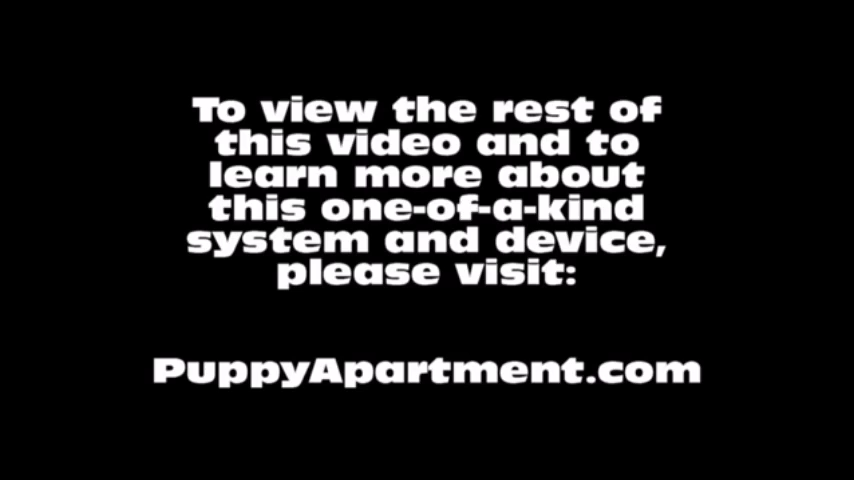 To view the rest of
this video and to
learn more about
this one-of-a-kind
system and device,
please visit:
PuppyApartment.com